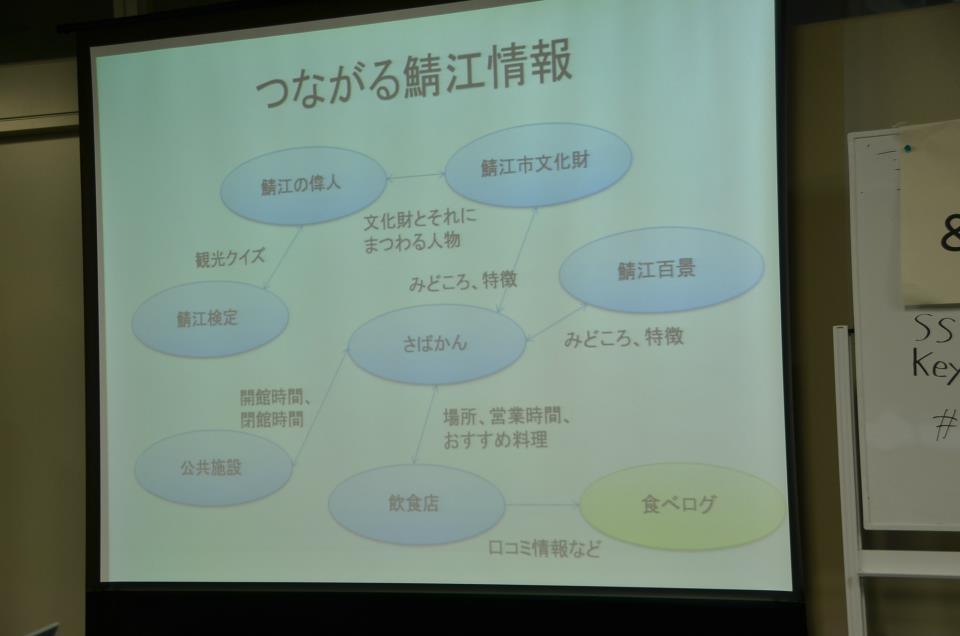 つながる鯖江情報
鯖江の偉人
鯖江市文化財
文化財とそれに
まつわる人物
観光クイズ
みどころ、特徴
鯖江百景
鯖江検定
さばかん
みどころ、特徴
開館時間、
閉館時間
場所、営業時間、
おすすめ料理
公共施設
飲食店
食べログ
口コミ情報など
&
SS
Key
#